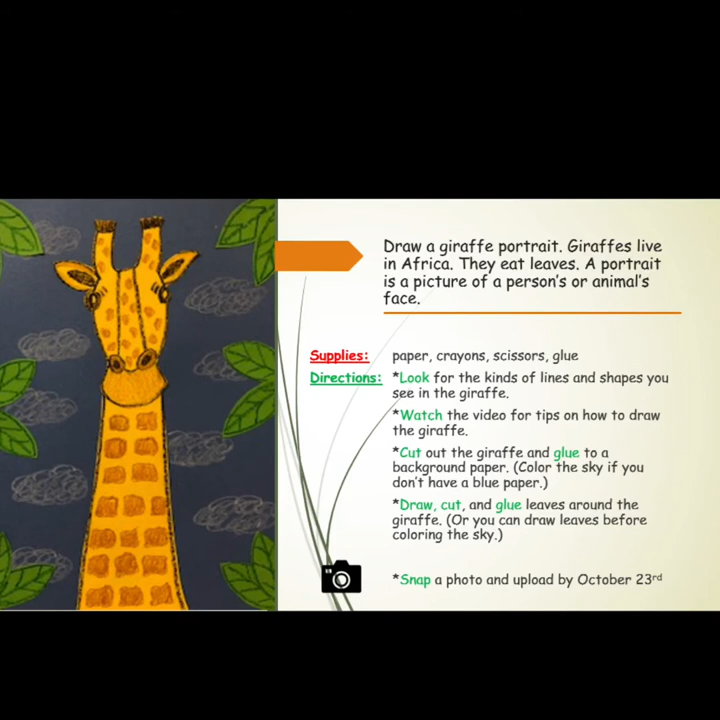 Draw a giraffe portrait. Giraffes live
in Africa. They eat leaves. A portrait
is a picture of a person's or animal's
face.
Supplies: paper, crayons, scissors, glue
Directions: *Look for the kinds of lines and shapes you
see in the giraffe.
*Watch the video for tips on how to draw
the giraffe.
*Cut out the giraffe and glue to a
background paper. (Color the sky if you
don't have a blue paper.)
*Draw, cut, and glue leaves around the
giraffe. (Or you can draw leaves before
coloring the sky.)
*Snap a photo and upload by October 23rd